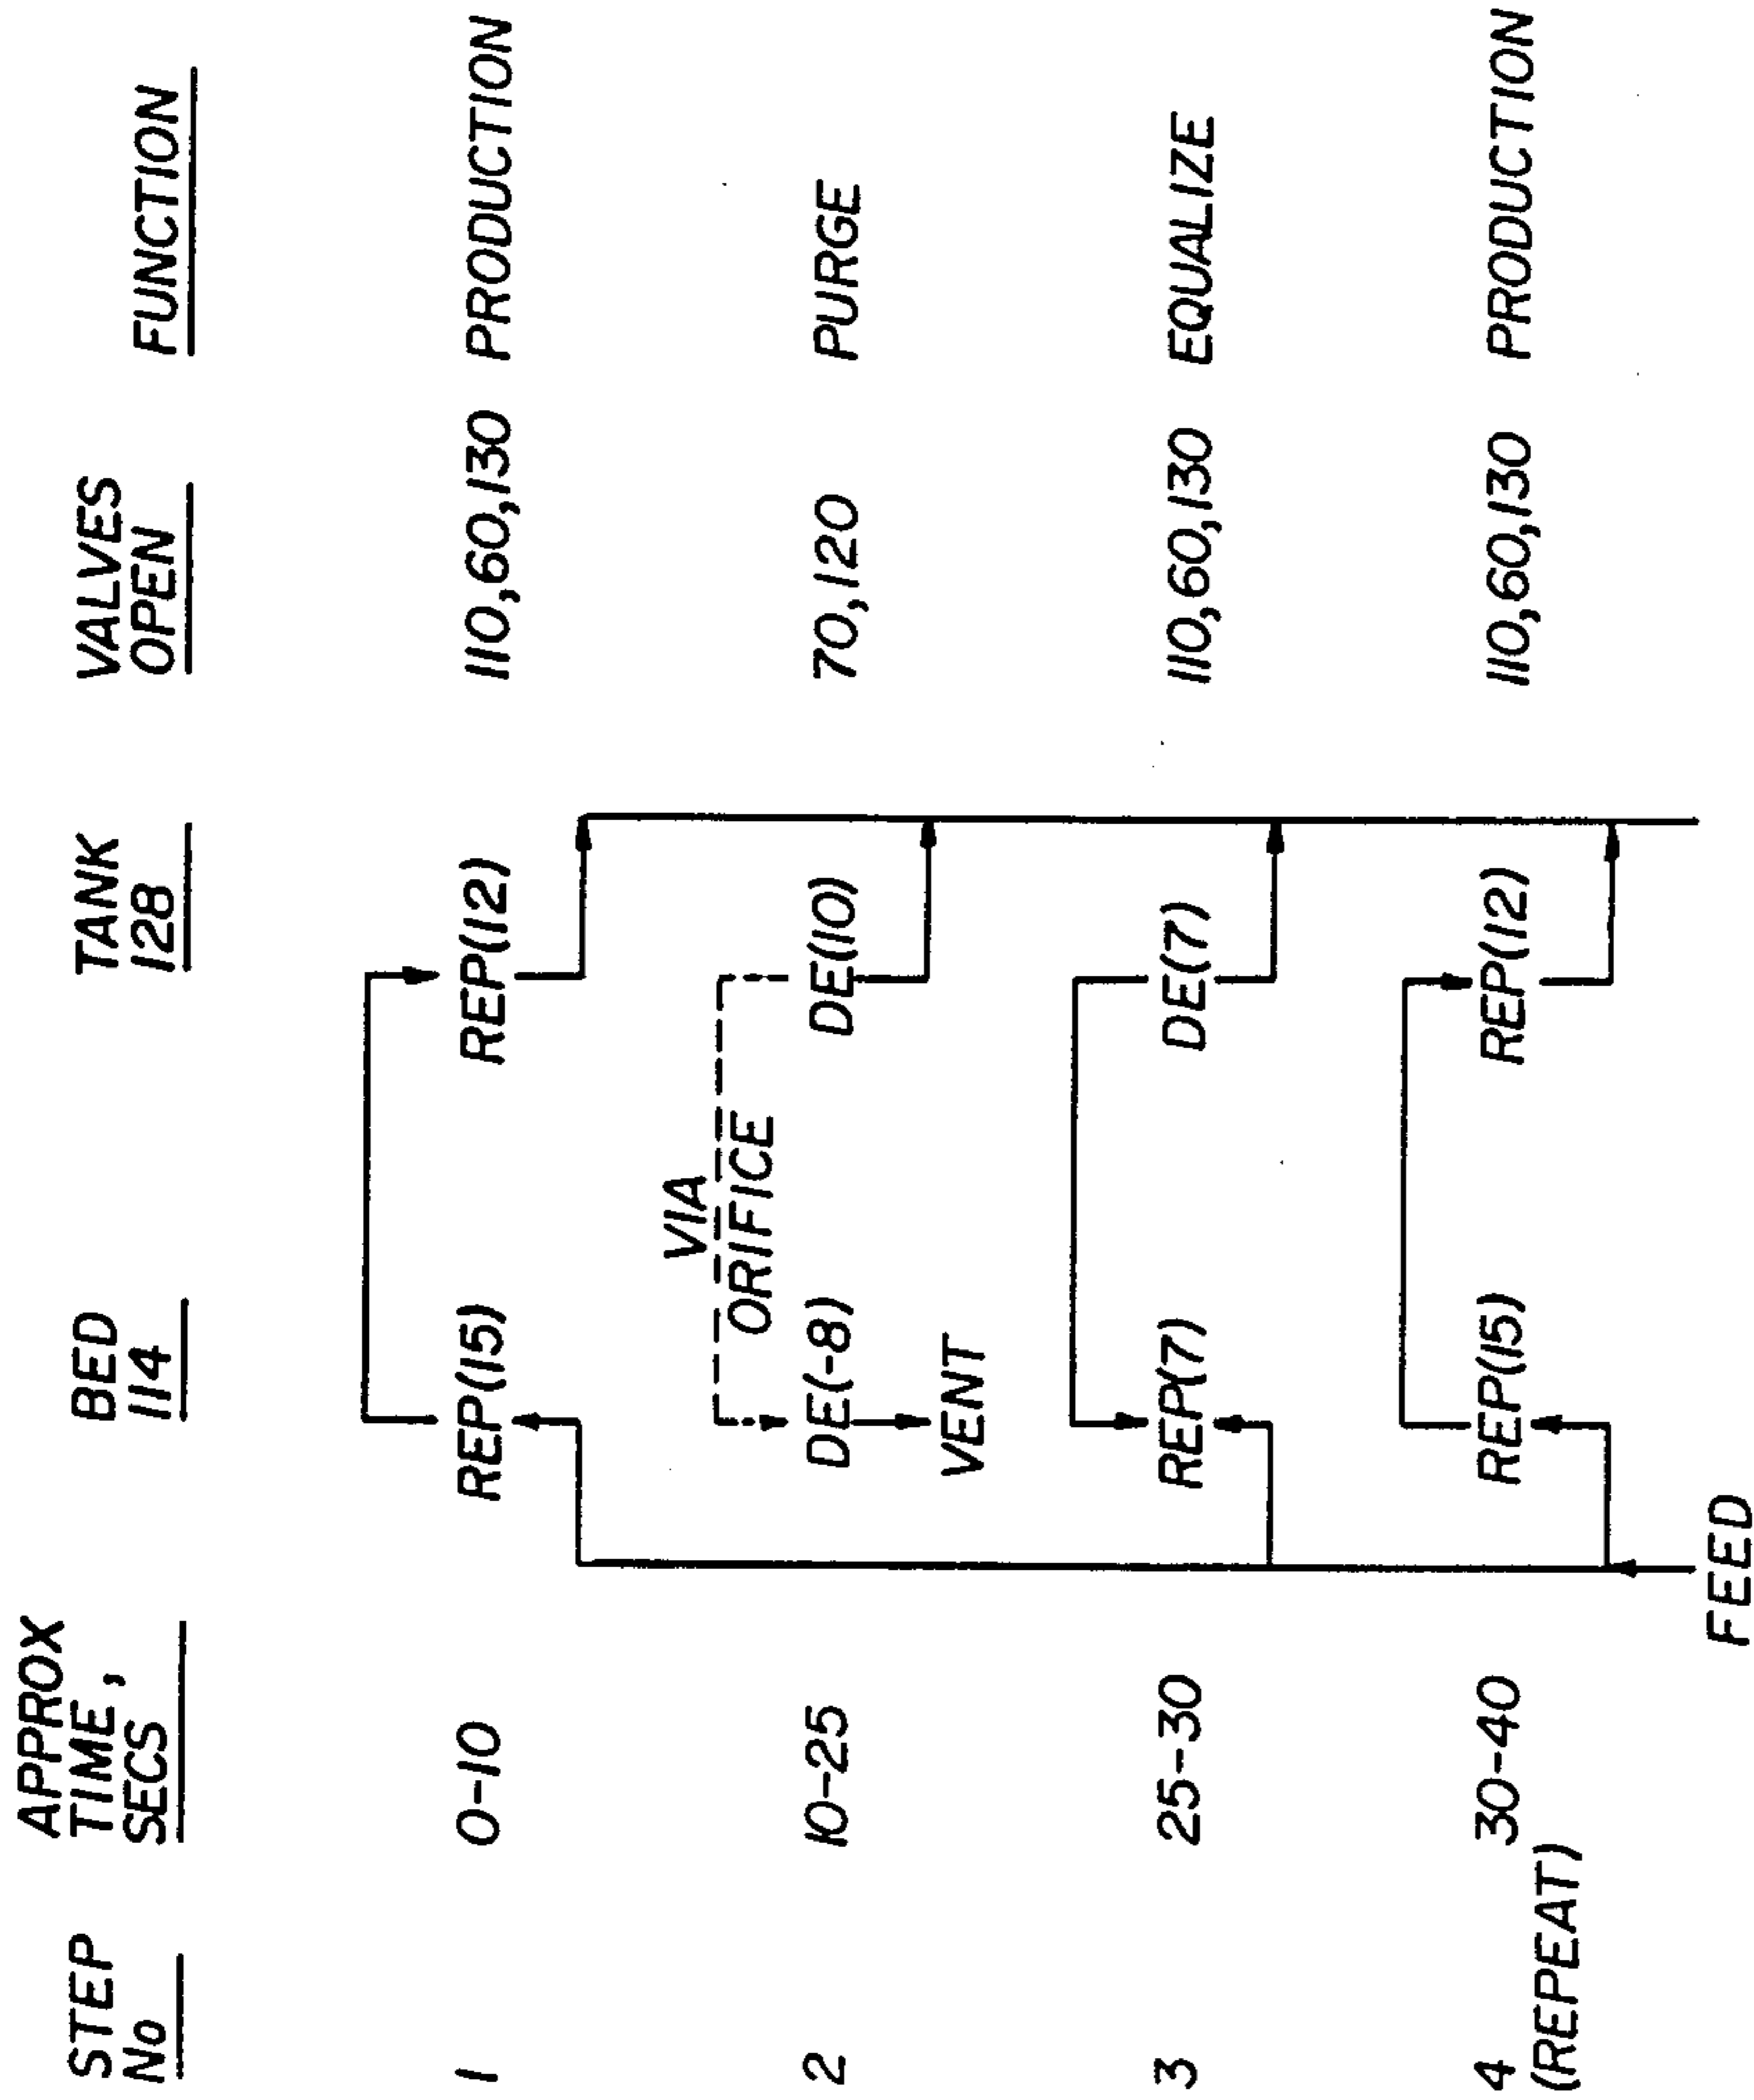 STEP
No
APPROX
TIME,
SECS
BED
114
TANK
128
VALVES
OPEN
FUNCTION
1
0-10
REP(15)
REP(12)
110,60,130
PRODUCTION
VIA
ORIFICE
2
10-25
DE(-8)
DE(10)
70,120
PURGE
VENT
3
25-30
REP(7)
DE(7)
110,60,130
EQUALIZE
4
(REPEAT)
30-40
REP(15)
REP(12)
110,60,130
PRODUCTION
FEED